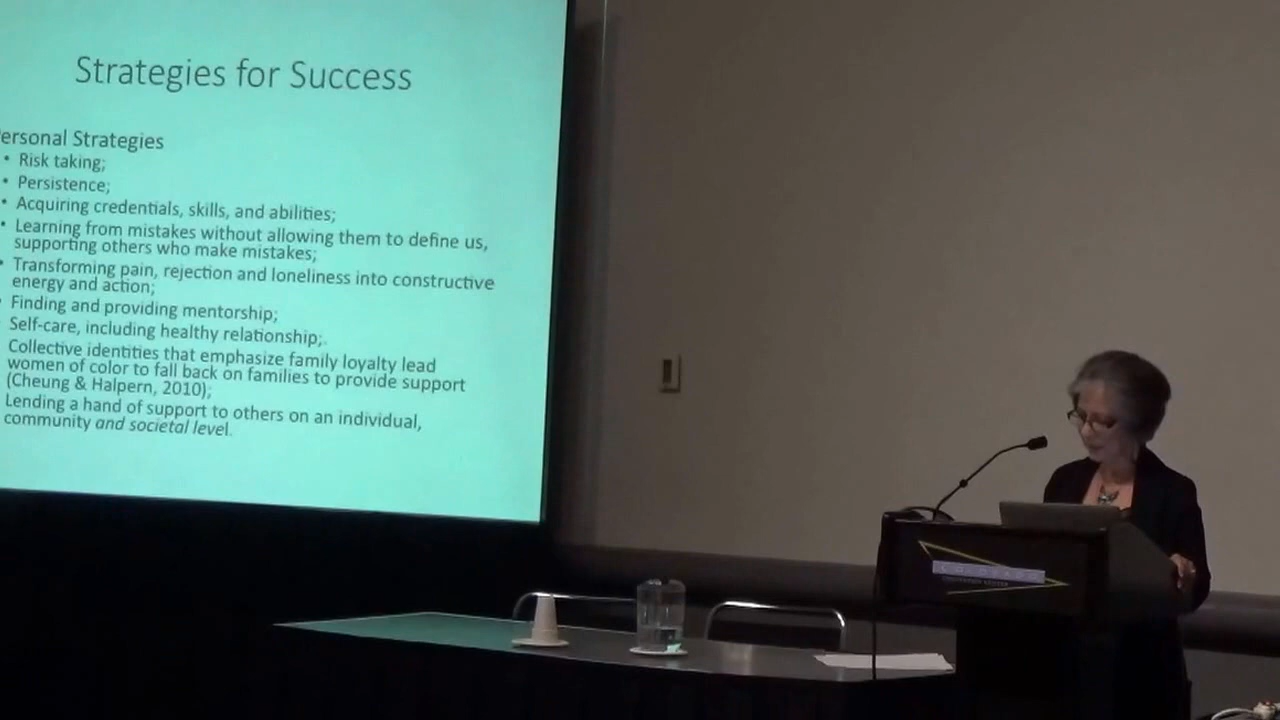 Strategies for Success
ersonal Strategies
• Risk taking;
• Persistence;
• Acquiring credentials, skills, and abilities;
• Learning from mistakes without allowing them to define us,
supporting others who make mistakes;
• Transforming pain, rejection and loneliness into constructive
energy and action;
Finding and providing mentorship;
Self-care, including healthy relationship;.
Collective identities that emphasize family loyalty lead
women of color to fall back on families to provide support
(Cheung & Halpern, 2010);
Lending a hand of support to others on an individual,
community and societal level.
COLORADO
CONVENTION CENTER